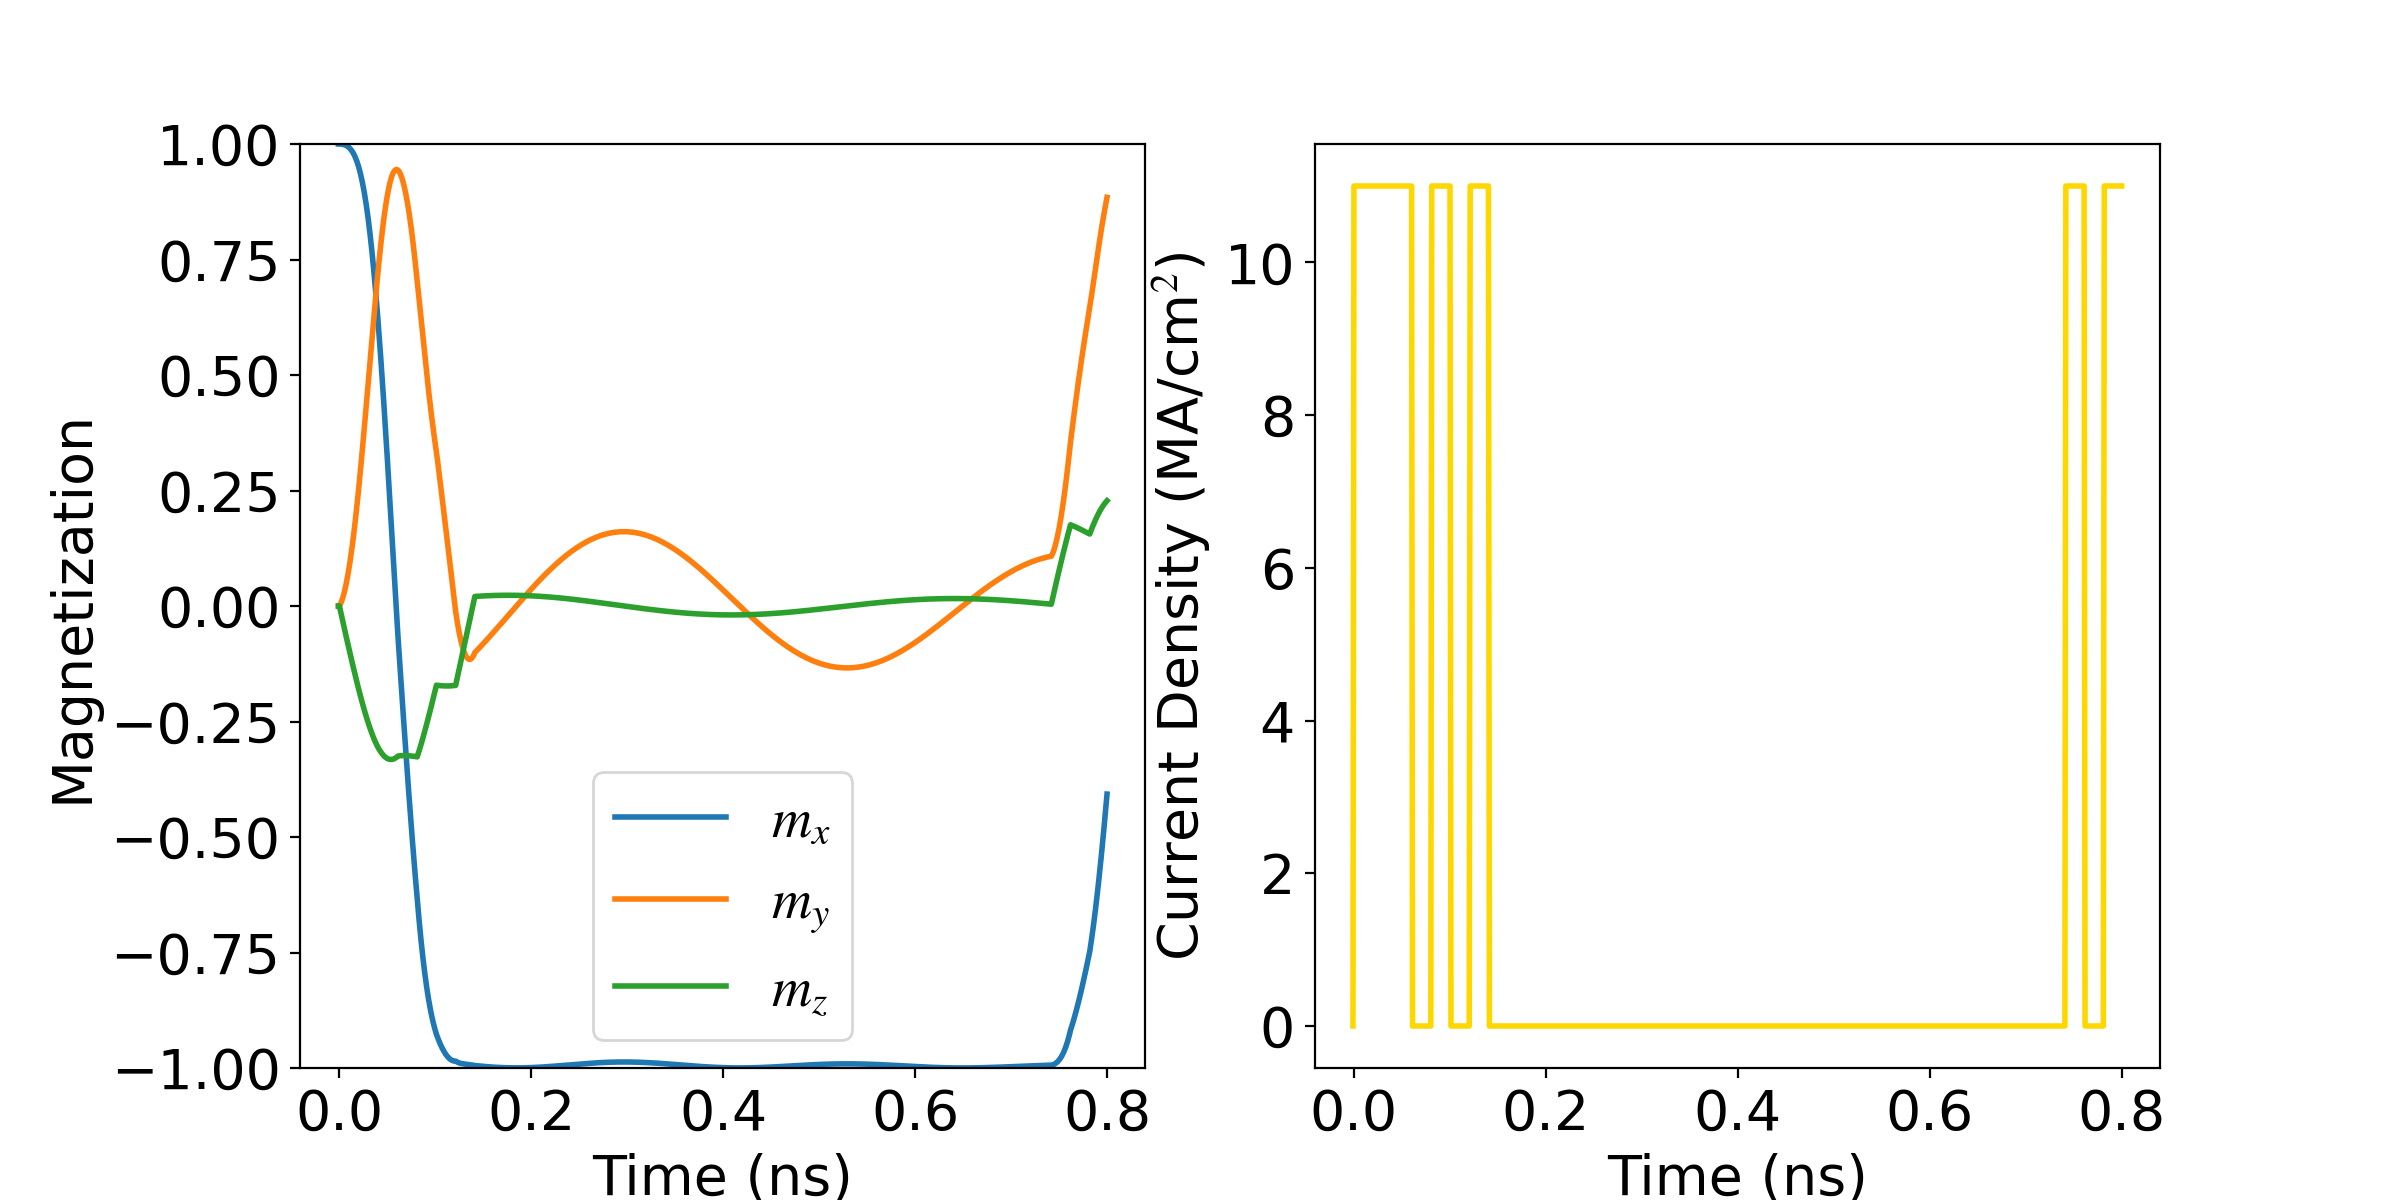 1.00
0.75
0.50
0.25
0.00
−0.25
−0.50
−0.75
−1.00
Magnetization
0.0 0.2 0.4 0.6 0.8
Time (ns)
m_x
m_y
m_z
10
8
6
4
2
0
Current Density (MA/cm²)
0.0 0.2 0.4 0.6 0.8
Time (ns)